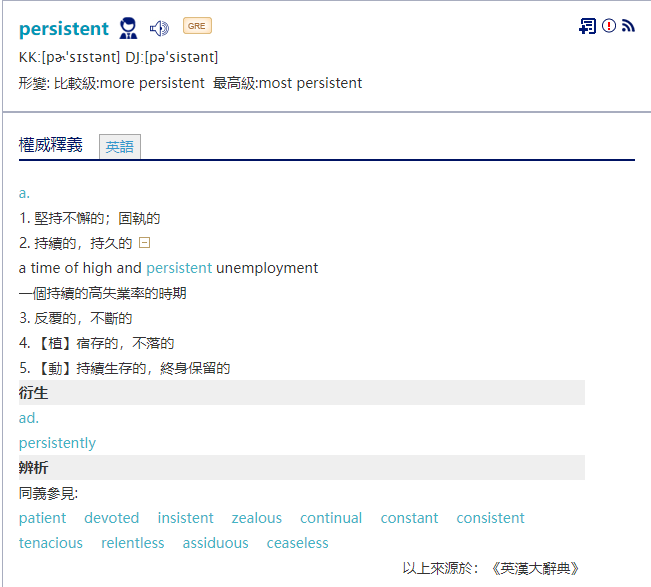 persistent GRE
KK:[pɚˈsɪstənt] DJ:[pəˈsistənt]
形變: 比較級:more persistent 最高級:most persistent
權威釋義 英語
a.
1. 堅持不懈的；固執的
2. 持續的，持久的
a time of high and persistent unemployment
一個持續的高失業率的時期
3. 反覆的，不斷的
4. 【植】宿存的，不落的
5. 【動】持續生存的，終身保留的
衍生
ad.
persistently
辨析
同義參見:
patient devoted insistent zealous continual constant consistent
tenacious relentless assiduous ceaseless
以上來源於：《英漢大辭典》